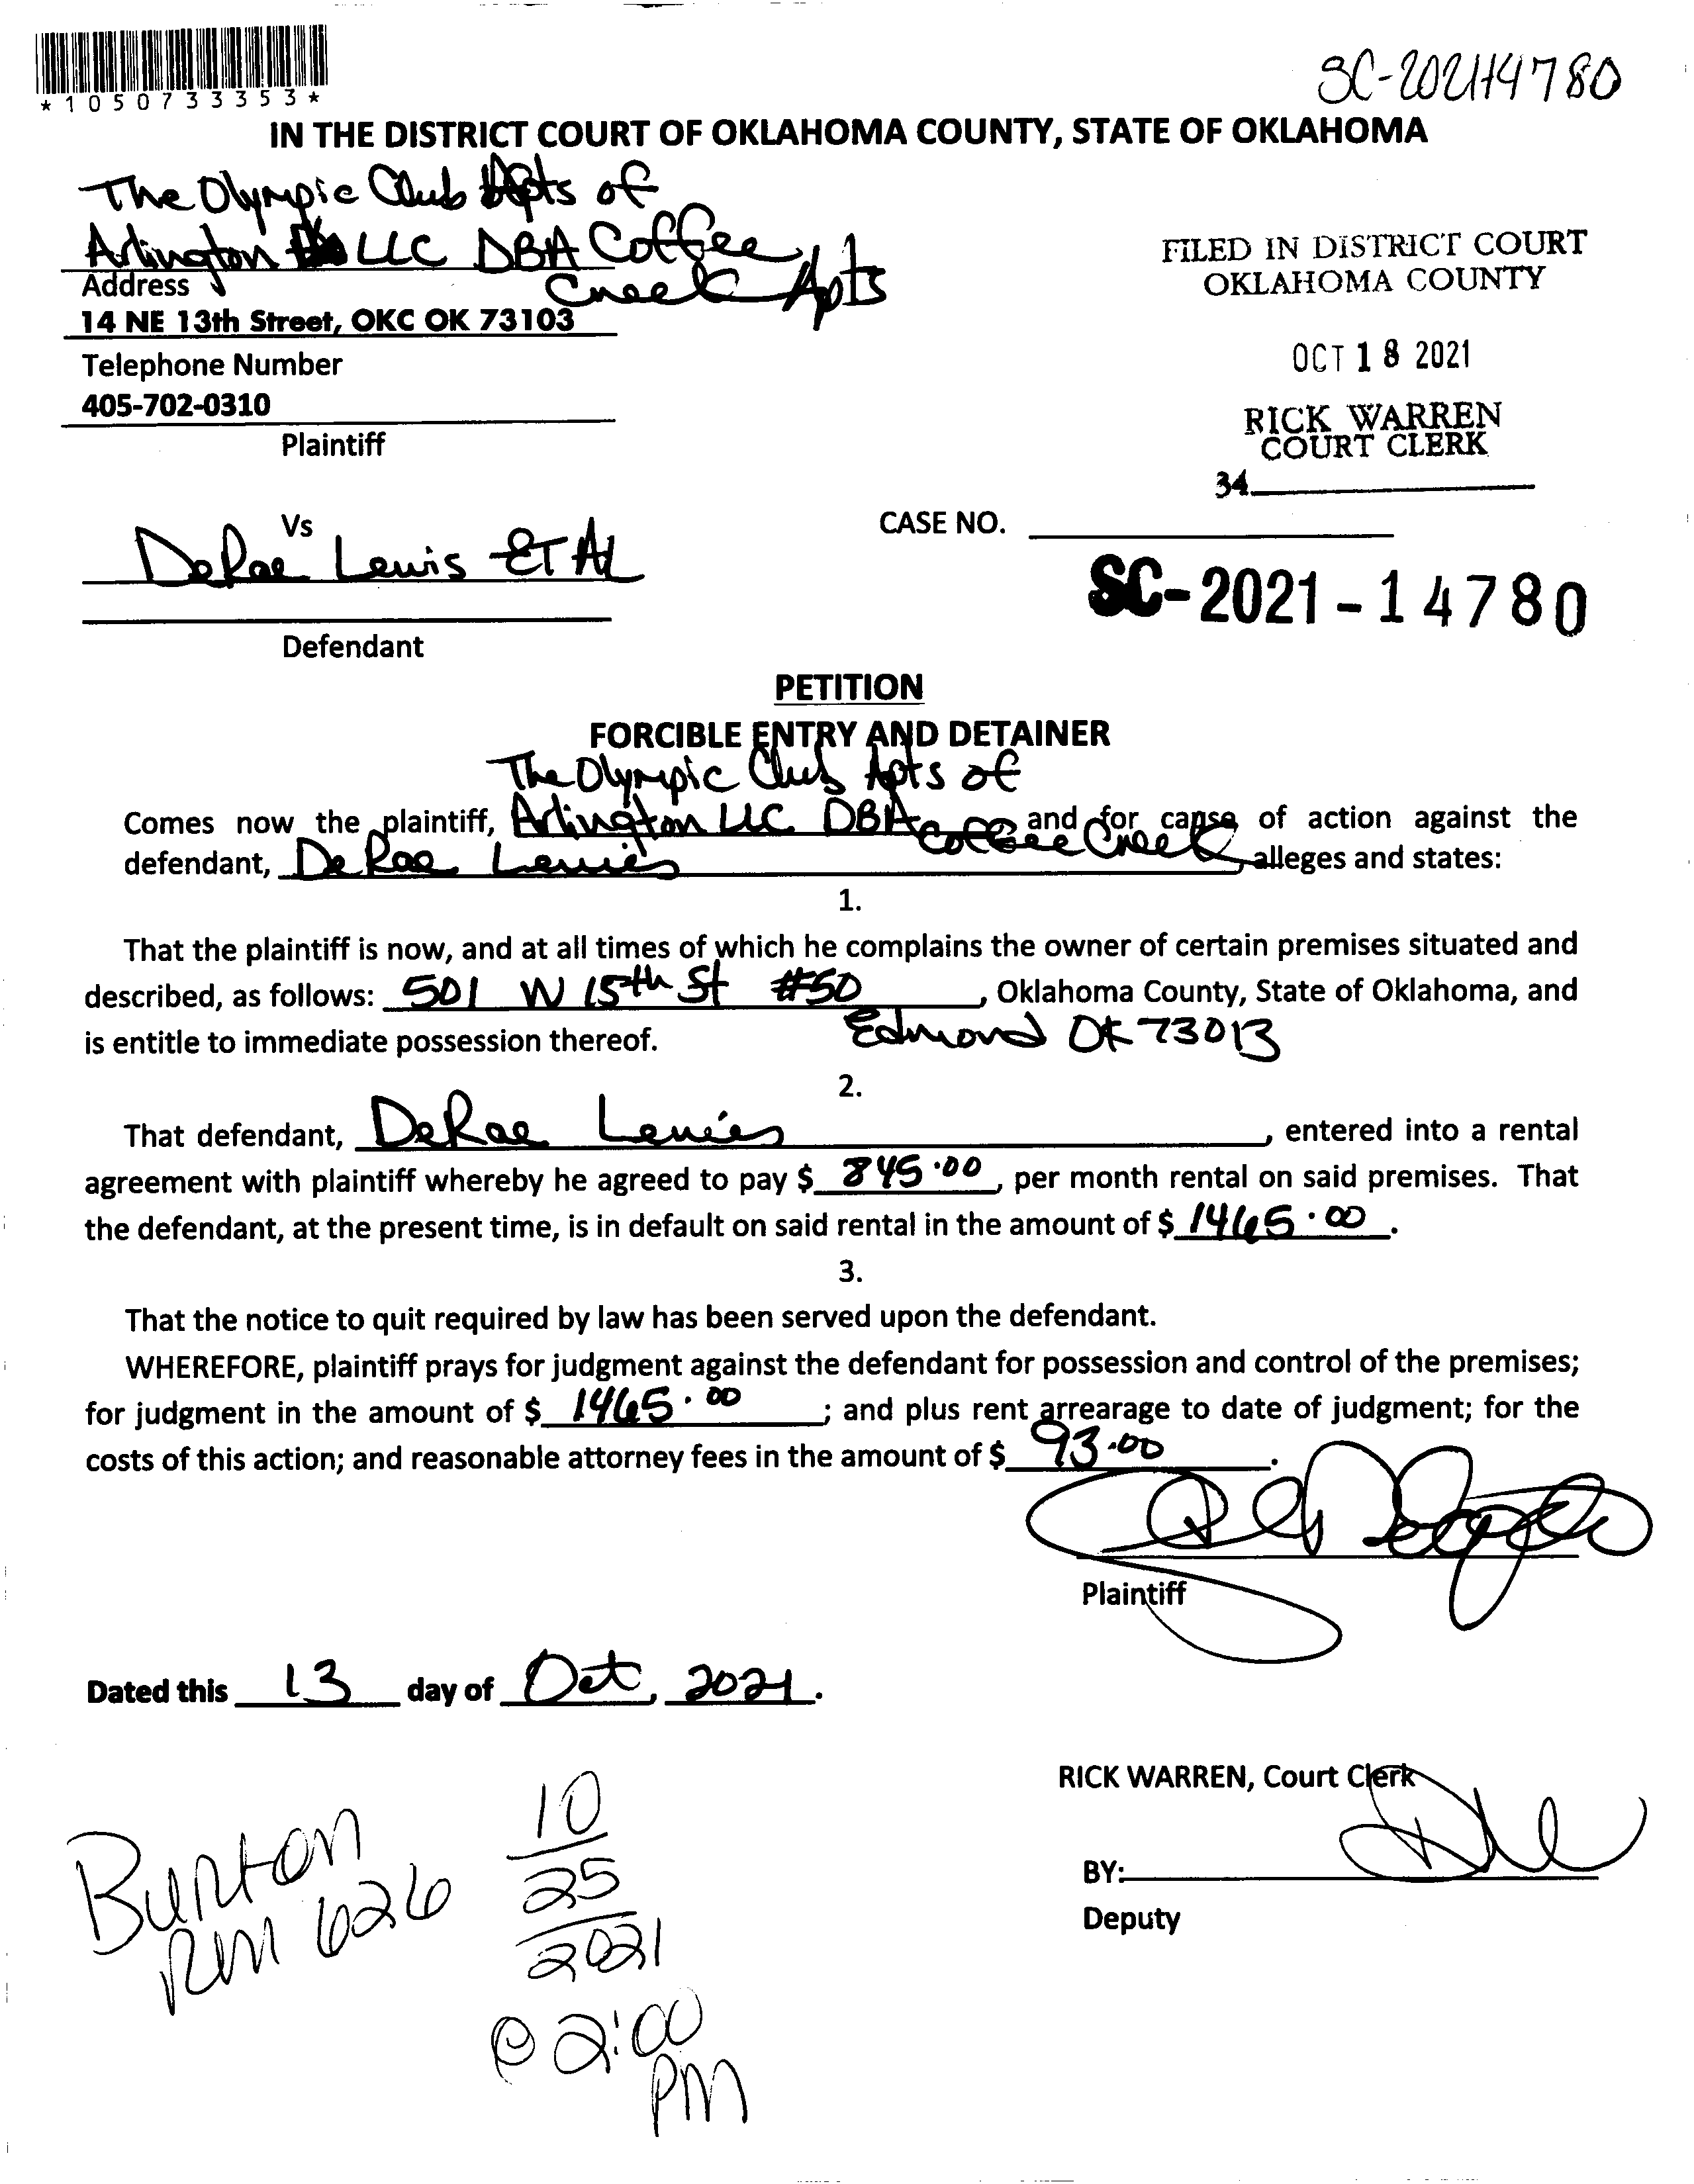 *1050733353*
SC-2021-14780
IN THE DISTRICT COURT OF OKLAHOMA COUNTY, STATE OF OKLAHOMA
The Olympic Club Apts of
Arlington LLC DBA Coffee
Creek Apts
Address
14 NE 13th Street, OKC OK 73103
Telephone Number
405-702-0310
Plaintiff
FILED IN DISTRICT COURT
OKLAHOMA COUNTY
OCT 18 2021
RICK WARREN
COURT CLERK
34
Vs
DeRae Lewis ET AL
Defendant
CASE NO.
SC-2021-14780
PETITION
FORCIBLE ENTRY AND DETAINER
The Olympic Club Apts of
Comes now the plaintiff, Arlington LLC DBA Coffee Creek and for cause of action against the
defendant, DeRae Lewis, alleges and states:
1.
That the plaintiff is now, and at all times of which he complains the owner of certain premises situated and
described, as follows: 501 W 15th St #50, Oklahoma County, State of Oklahoma, and
is entitle to immediate possession thereof. Edmond OK 73013
2.
That defendant, DeRae Lewis, entered into a rental
agreement with plaintiff whereby he agreed to pay $ 845.00, per month rental on said premises. That
the defendant, at the present time, is in default on said rental in the amount of $ 1465.00.
3.
That the notice to quit required by law has been served upon the defendant.
WHEREFORE, plaintiff prays for judgment against the defendant for possession and control of the premises;
for judgment in the amount of $ 1465.00; and plus rent arrearage to date of judgment; for the
costs of this action; and reasonable attorney fees in the amount of $ 93.00.
Plaintiff
Dated this 13 day of Oct, 2021.
RICK WARREN, Court Clerk
BY:
Deputy
Burton
RM 626
10
25
2021
@ 2:00
PM